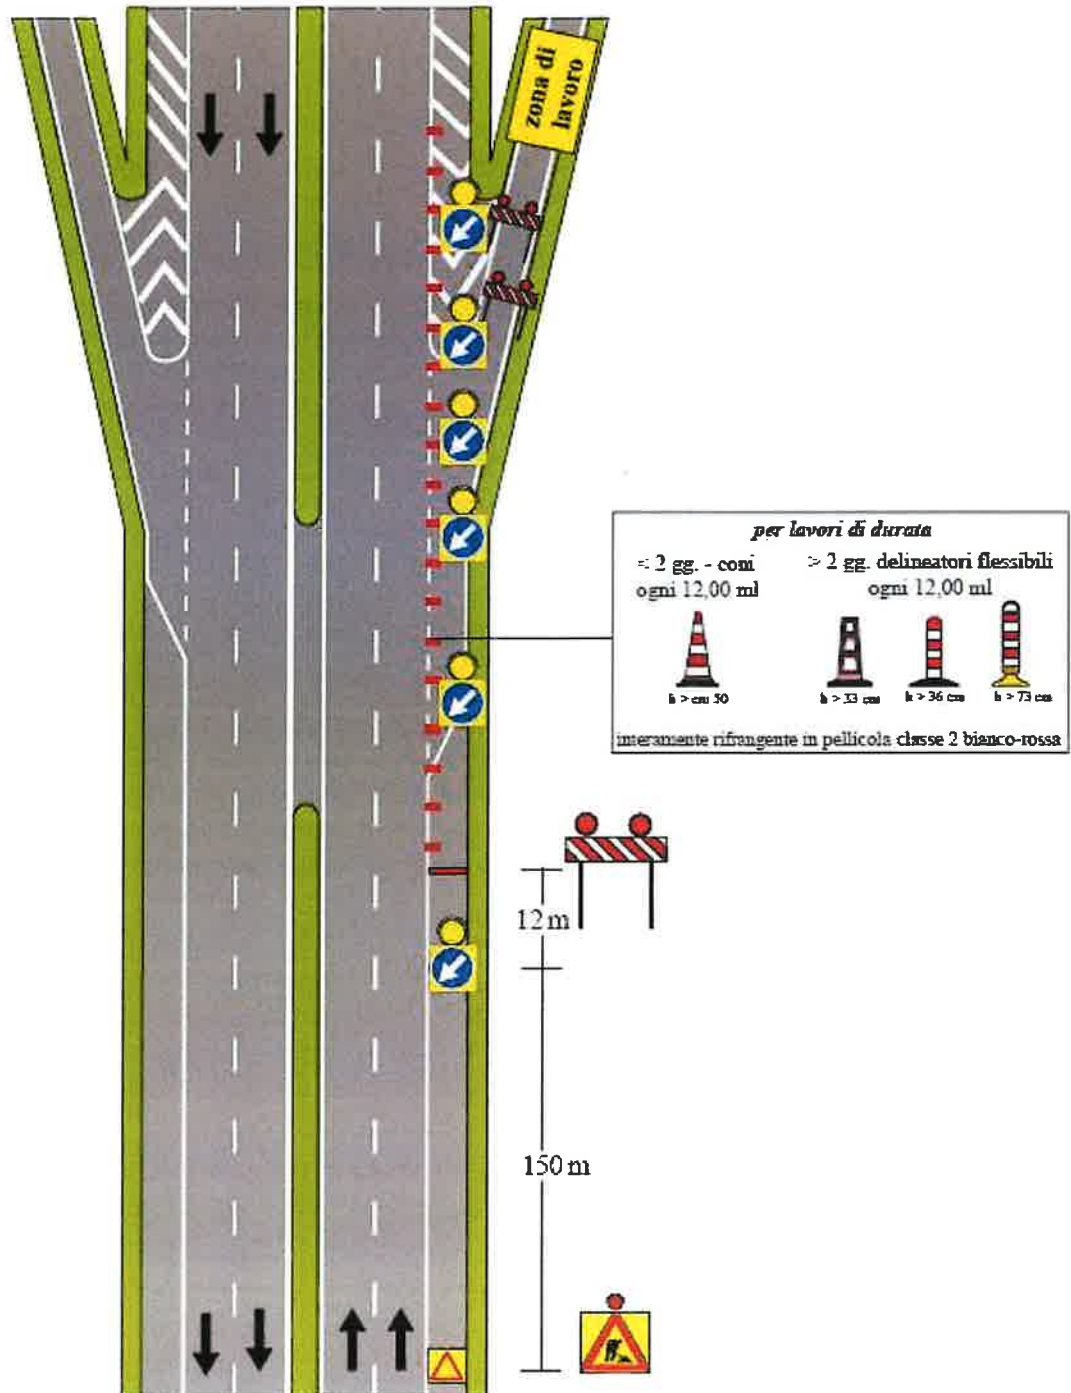 zona di
lavoro
per lavori di durata
< 2 gg. - coni
ogni 12,00 ml
> 2 gg. delineatori flessibili
ogni 12,00 ml
h > cm 50
h > 33 cm
h > 36 cm
h > 73 cm
interamente rifrangente in pellicola classe 2 bianco-rossa
12 m
150 m